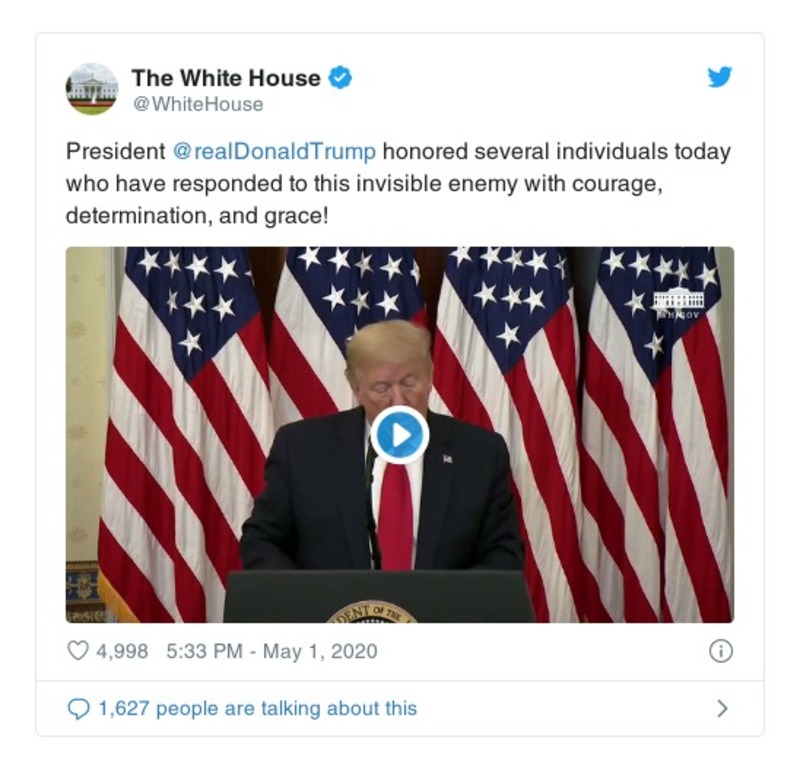 The White House
@WhiteHouse
President @realDonaldTrump honored several individuals today
who have responded to this invisible enemy with courage,
determination, and grace!
WH.GOV
DENT OF THE
4,998 5:33 PM - May 1, 2020
1,627 people are talking about this